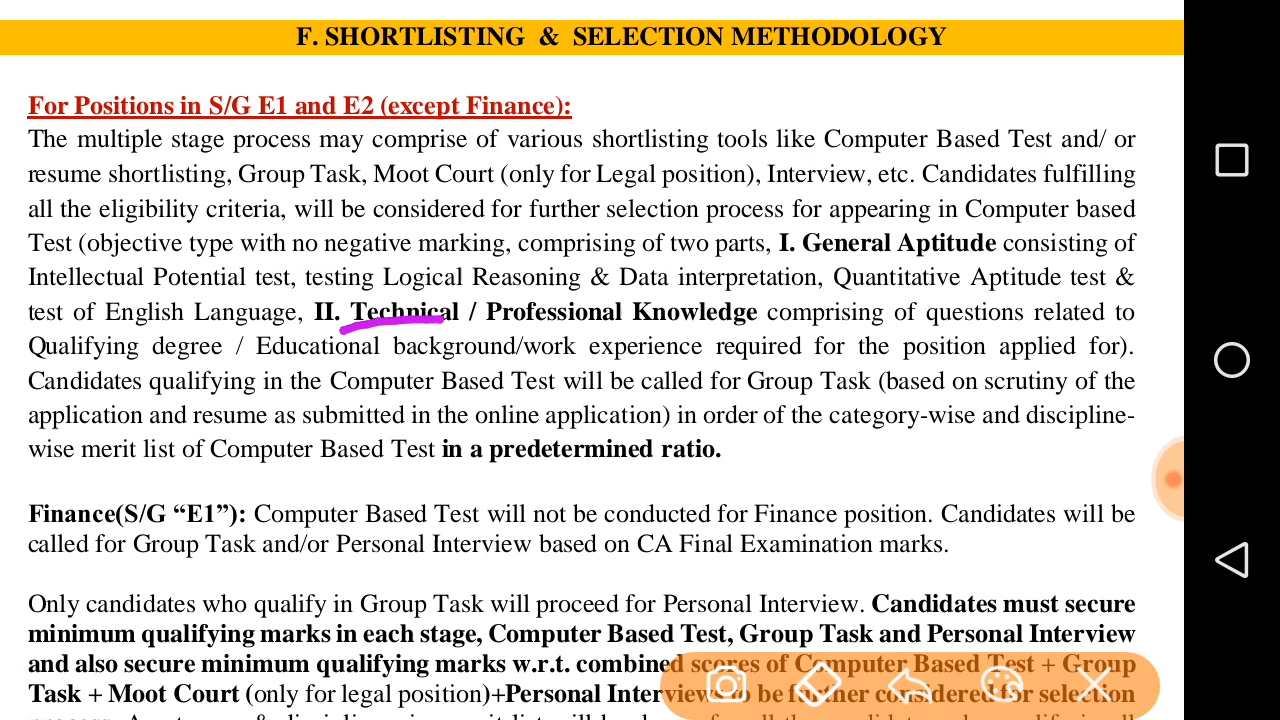 F. SHORTLISTING & SELECTION METHODOLOGY
For Positions in S/G E1 and E2 (except Finance):
The multiple stage process may comprise of various shortlisting tools like Computer Based Test and/ or
resume shortlisting, Group Task, Moot Court (only for Legal position), Interview, etc. Candidates fulfilling
all the eligibility criteria, will be considered for further selection process for appearing in Computer based
Test (objective type with no negative marking, comprising of two parts, I. General Aptitude consisting of
Intellectual Potential test, testing Logical Reasoning & Data interpretation, Quantitative Aptitude test &
test of English Language, II. Technical / Professional Knowledge comprising of questions related to
Qualifying degree / Educational background/work experience required for the position applied for).
Candidates qualifying in the Computer Based Test will be called for Group Task (based on scrutiny of the
application and resume as submitted in the online application) in order of the category-wise and discipline-
wise merit list of Computer Based Test in a predetermined ratio.
Finance(S/G “E1”): Computer Based Test will not be conducted for Finance position. Candidates will be
called for Group Task and/or Personal Interview based on CA Final Examination marks.
Only candidates who qualify in Group Task will proceed for Personal Interview. Candidates must secure
minimum qualifying marks in each stage, Computer Based Test, Group Task and Personal Interview
and also secure minimum qualifying marks w.r.t. combined scores of Computer Based Test + Group
Task + Moot Court (only for legal position)+Personal Interviews to be further considered for selection